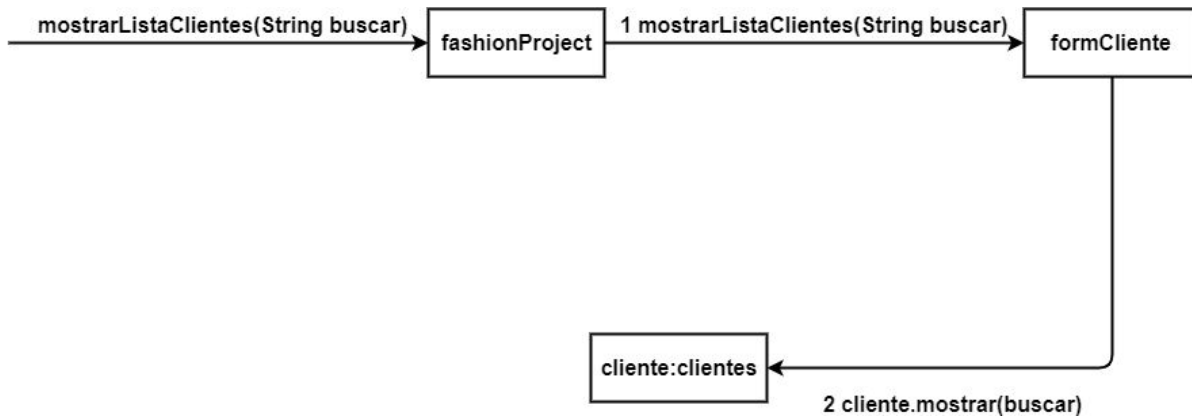 mostrarListaClientes(String buscar)
fashionProject
1 mostrarListaClientes(String buscar)
formCliente
cliente:clientes
2 cliente.mostrar(buscar)